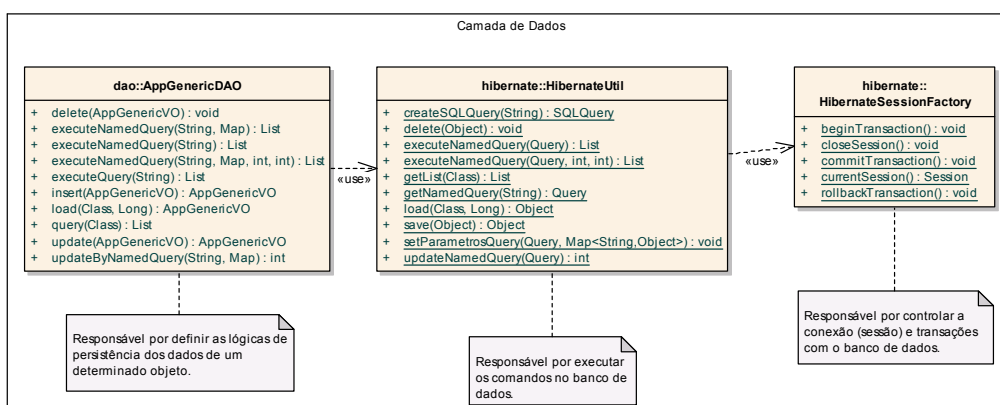 Camada de Dados
dao::AppGenericDAO
+ delete(AppGenericVO) : void
+ executeNamedQuery(String, Map) : List
+ executeNamedQuery(String) : List
+ executeNamedQuery(String, Map, int, int) : List
+ executeQuery(String) : List
+ insert(AppGenericVO) : AppGenericVO
+ load(Class, Long) : AppGenericVO
+ query(Class) : List
+ update(AppGenericVO) : AppGenericVO
+ updateByNamedQuery(String, Map) : int
«use»
hibernate::HibernateUtil
+ createSQLQuery(String) : SQLQuery
+ delete(Object) : void
+ executeNamedQuery(Query) : List
+ executeNamedQuery(Query, int, int) : List
+ getList(Class) : List
+ getNamedQuery(String) : Query
+ load(Class, Long) : Object
+ save(Object) : Object
+ setParametrosQuery(Query, Map<String,Object>) : void
+ updateNamedQuery(Query) : int
«use»
hibernate::
HibernateSessionFactory
+ beginTransaction() : void
+ closeSession() : void
+ commitTransaction() : void
+ currentSession() : Session
+ rollbackTransaction() : void
Responsável por definir as lógicas de
persistência dos dados de um
determinado objeto.
Responsável por executar
os comandos no banco de
dados.
Responsável por controlar a
conexão (sessão) e transações
com o banco de dados.